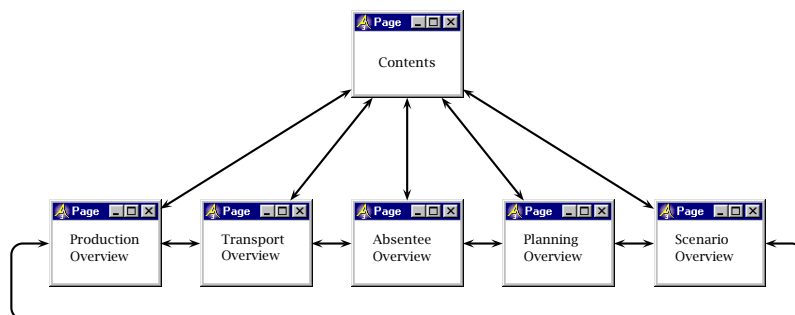 Page
Contents
Page
Page
Page
Page
Page
Production
Overview
Transport
Overview
Absentee
Overview
Planning
Overview
Scenario
Overview